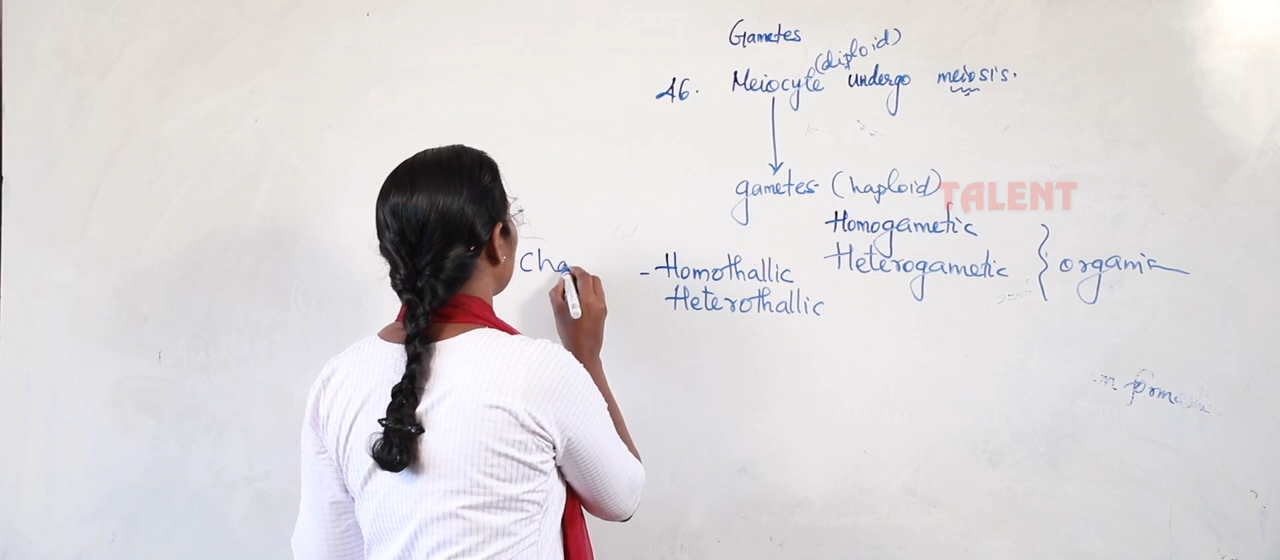 Gametes
(diploid)
46. Meiocyte undergo meiosis.
gametes - (haploid)
TALENT
Homogametic
Heterogametic } organis
Cha
- Homothallic
Heterothallic